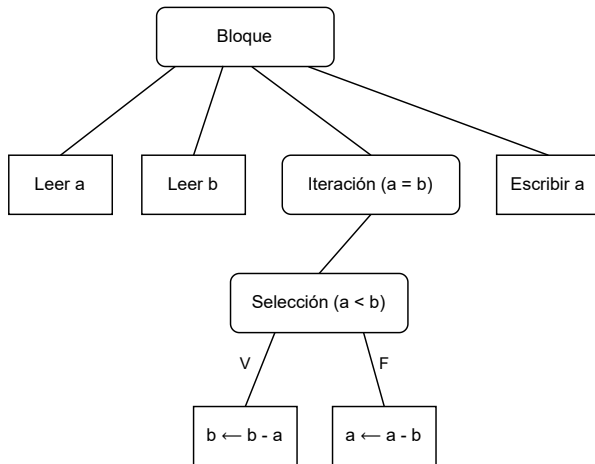 Bloque
Leer a
Leer b
Iteración (a = b)
Escribir a
Selección (a < b)
V
F
b ← b - a
a ← a - b